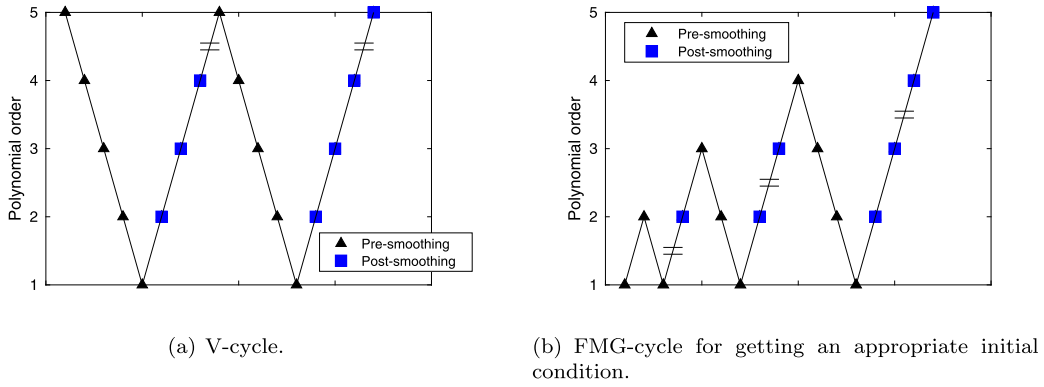 5
4
3
2
1
Polynomial order
Pre-smoothing
Post-smoothing
(a) V-cycle.
5
4
3
2
1
Polynomial order
Pre-smoothing
Post-smoothing
(b) FMG-cycle for getting an appropriate initial
condition.